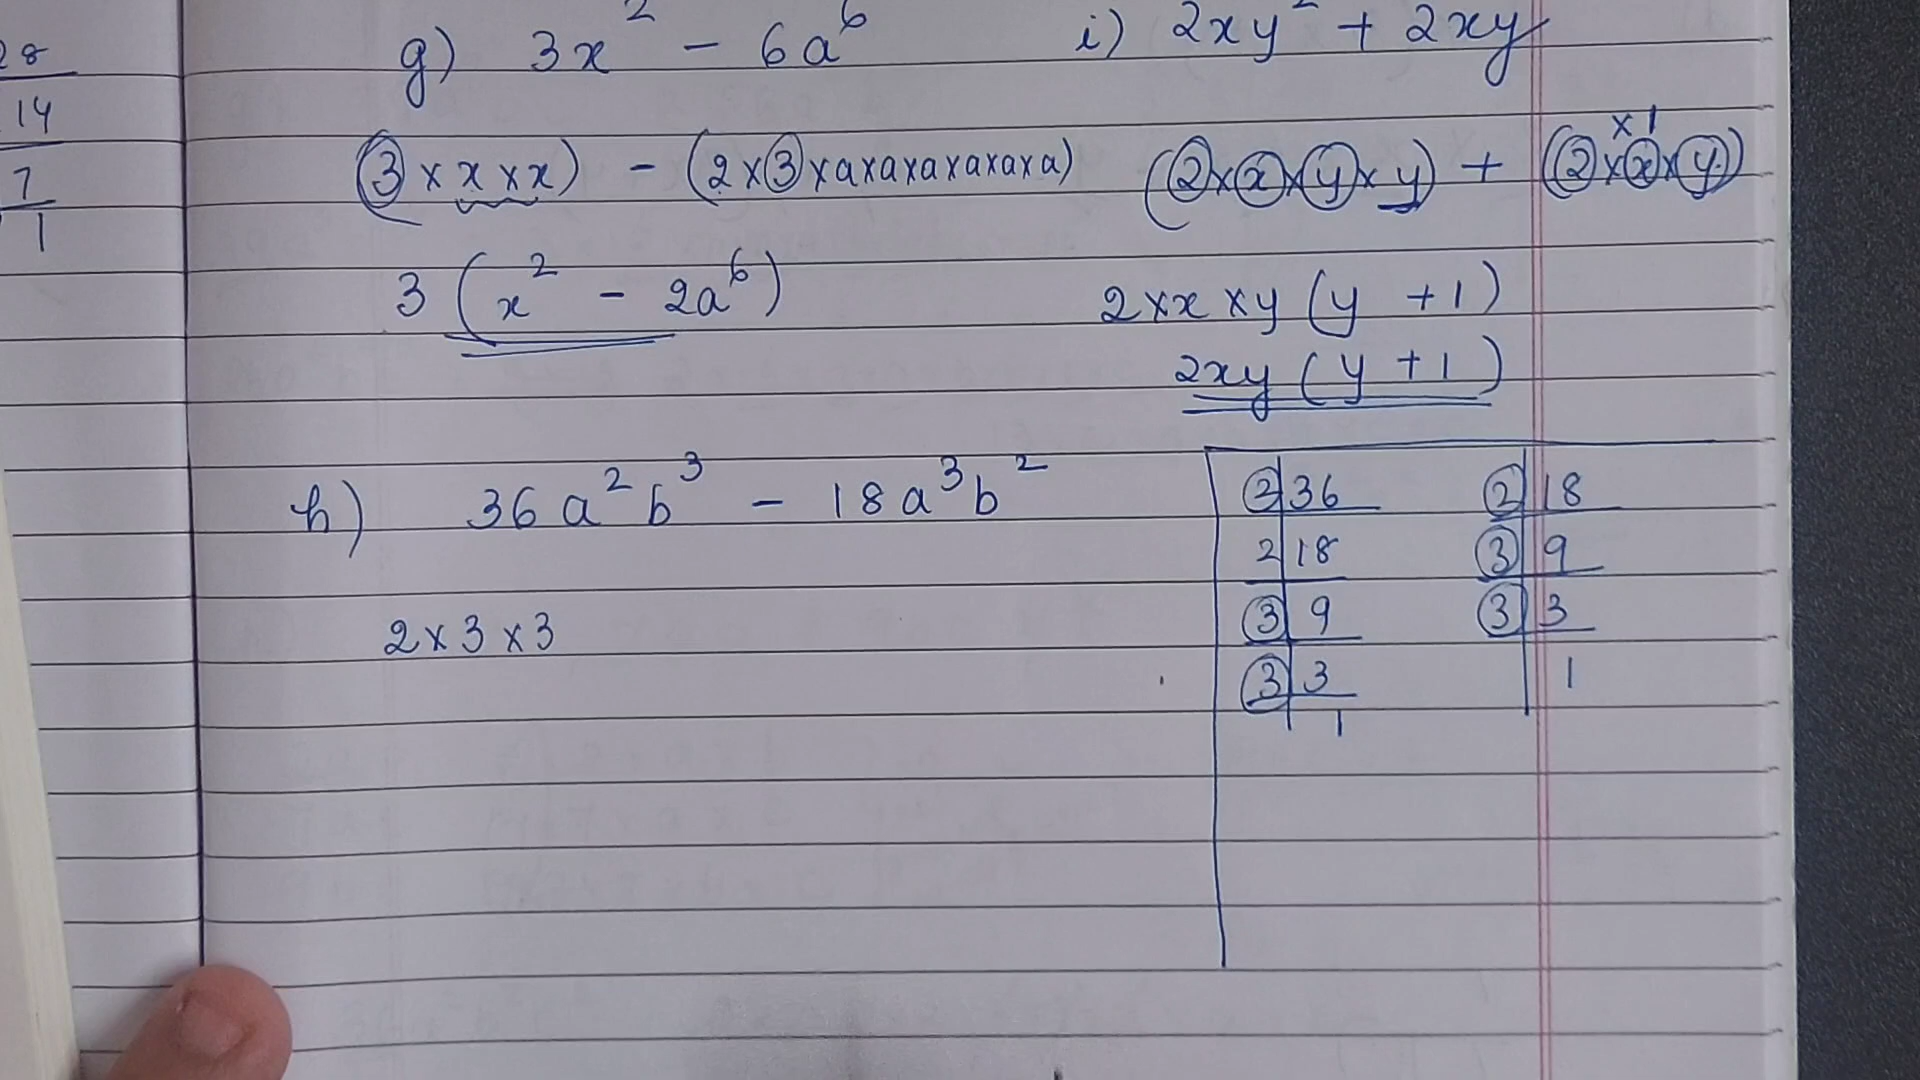 28
14
7
1
g) 3x² - 6a⁶
(3 × x × x) - (2 × 3 × a × a × a × a × a × a)
3 (x² - 2a⁶)
i) 2xy² + 2xy
(2 × x × y × y) + (2 × x × y) × 1
2 × x × y (y + 1)
2xy (y + 1)
h) 36a²b³ - 18a³b²
2 × 3 × 3
2 36
2 18
3 9
3 3
1
2 18
3 9
3 3
1